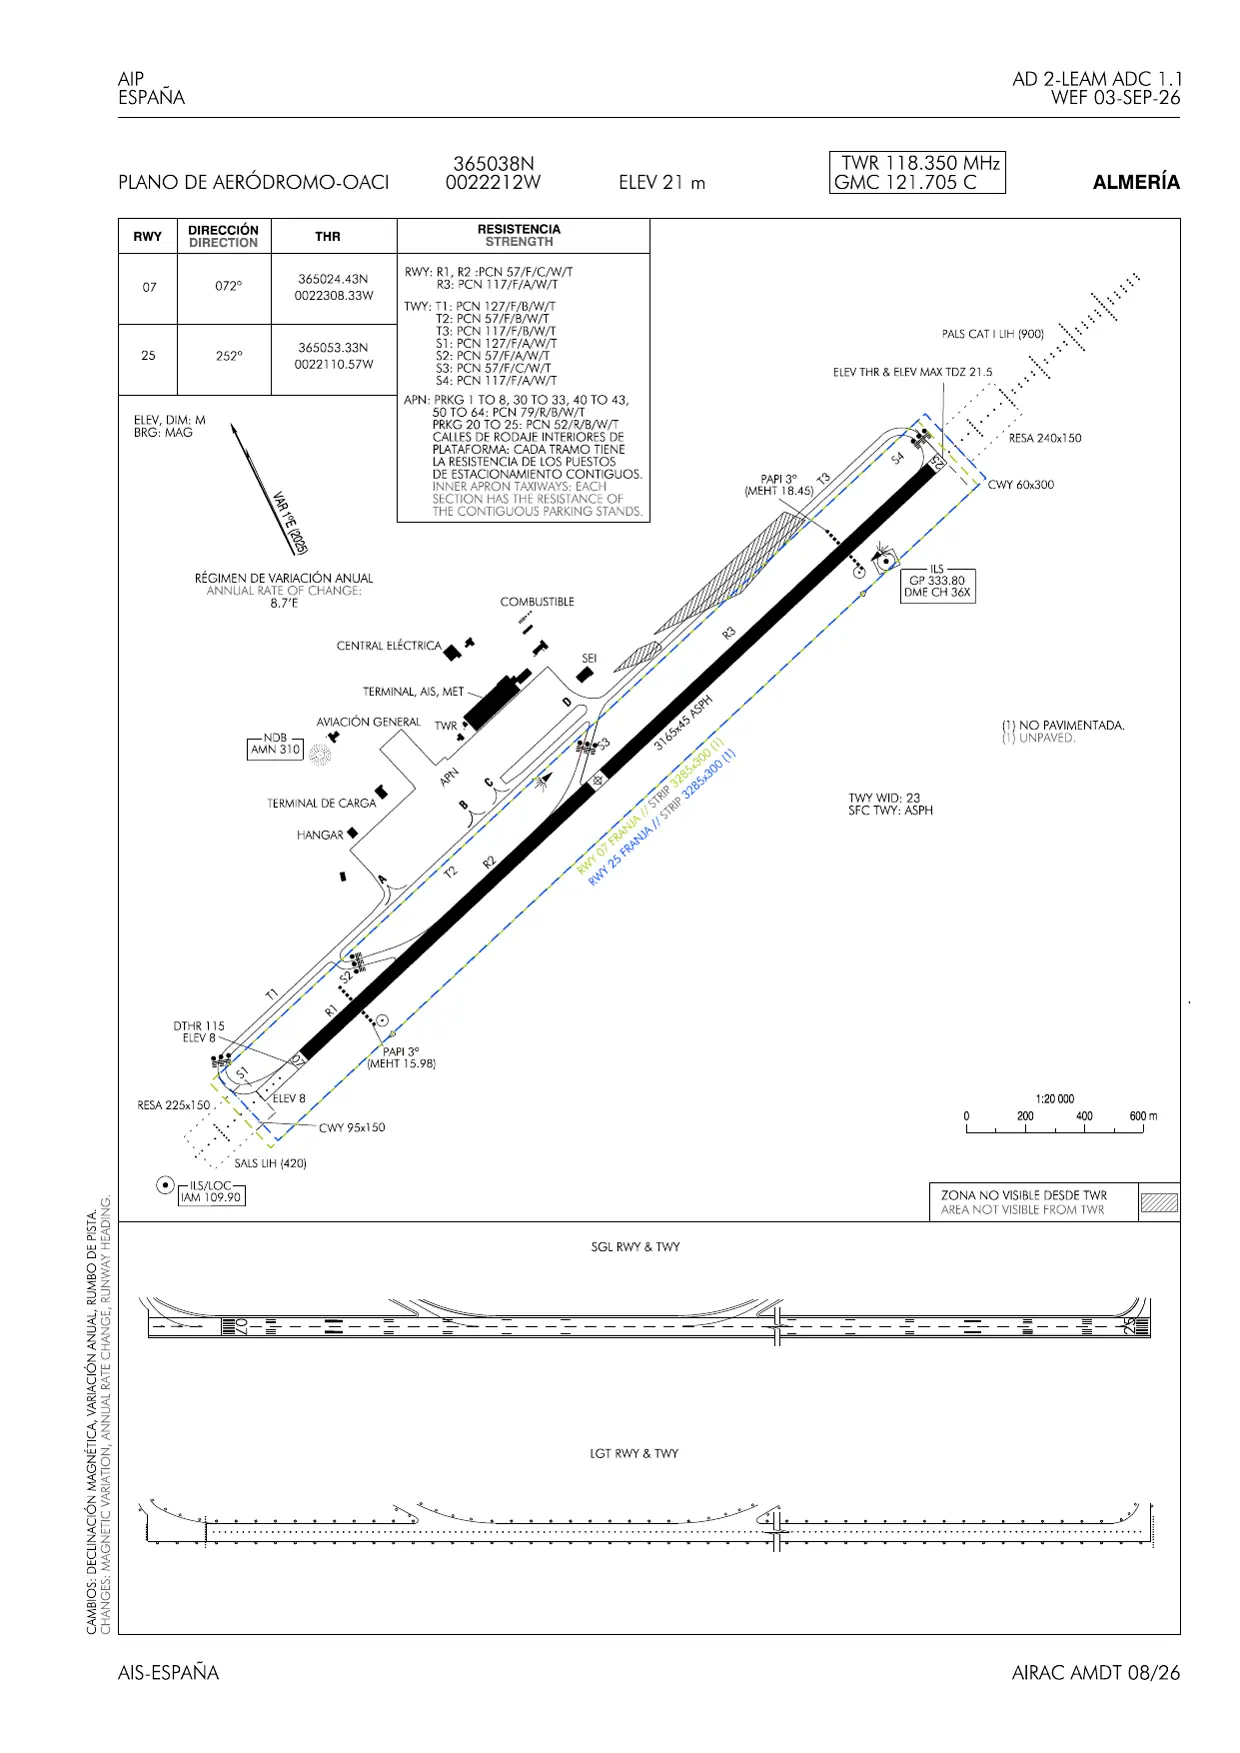 AIP
ESPAÑA
AD 2-LEAM ADC 1.1
WEF 03-SEP-26
PLANO DE AERÓDROMO-OACI
365038N
0022212W
ELEV 21 m
TWR 118.350 MHz
GMC 121.705 C
ALMERÍA
RWY
DIRECCIÓN
DIRECTION
THR
RESISTENCIA
STRENGTH
07
072º
365024.43N
0022308.33W
25
252º
365053.33N
0022110.57W
RWY: R1, R2 :PCN 57/F/C/W/T
R3: PCN 117/F/A/W/T
TWY: T1: PCN 127/F/B/W/T
T2: PCN 57/F/B/W/T
T3: PCN 117/F/B/W/T
S1: PCN 127/F/A/W/T
S2: PCN 57/F/A/W/T
S3: PCN 57/F/C/W/T
S4: PCN 117/F/A/W/T
APN: PRKG 1 TO 8, 30 TO 33, 40 TO 43,
50 TO 64: PCN 79/R/B/W/T
PRKG 20 TO 25: PCN 52/R/B/W/T
CALLES DE RODAJE INTERIORES DE
PLATAFORMA: CADA TRAMO TIENE
LA RESISTENCIA DE LOS PUESTOS
DE ESTACIONAMIENTO CONTIGUOS.
INNER APRON TAXIWAYS: EACH
SECTION HAS THE RESISTANCE OF
THE CONTIGUOUS PARKING STANDS.
ELEV, DIM: M
BRG: MAG
VAR 1ºE (2025)
RÉGIMEN DE VARIACIÓN ANUAL
ANNUAL RATE OF CHANGE:
8.7'E
PALS CAT I LIH (900)
ELEV THR & ELEV MAX TDZ 21.5
RESA 240x150
CWY 60x300
S4
25
T3
PAPI 3º
(MEHT 18.45)
ILS
GP 333.80
DME CH 36X
COMBUSTIBLE
CENTRAL ELÉCTRICA
SEI
TERMINAL, AIS, MET
AVIACIÓN GENERAL
TWR
NDB
AMN 310
APN
TERMINAL DE CARGA
HANGAR
A
B
C
D
S3
R3
3165x45 ASPH
RWY 07 FRANJA // STRIP 3285x300 (1)
RWY 25 FRANJA // STRIP 3285x300 (1)
(1) NO PAVIMENTADA.
(1) UNPAVED.
TWY WID: 23
SFC TWY: ASPH
T2
R2
S2
T1
R1
DTHR 115
ELEV 8
07
S1
PAPI 3º
(MEHT 15.98)
RESA 225x150
ELEV 8
CWY 95x150
SALS LIH (420)
ILS/LOC
IAM 109.90
1:20 000
0 200 400 600 m
ZONA NO VISIBLE DESDE TWR
AREA NOT VISIBLE FROM TWR
SGL RWY & TWY
07
25
LGT RWY & TWY
CAMBIOS: DECLINACIÓN MAGNÉTICA, VARIACIÓN ANUAL, RUMBO DE PISTA.
CHANGES: MAGNETIC VARIATION, ANNUAL RATE CHANGE, RUNWAY HEADING.
AIS-ESPAÑA
AIRAC AMDT 08/26